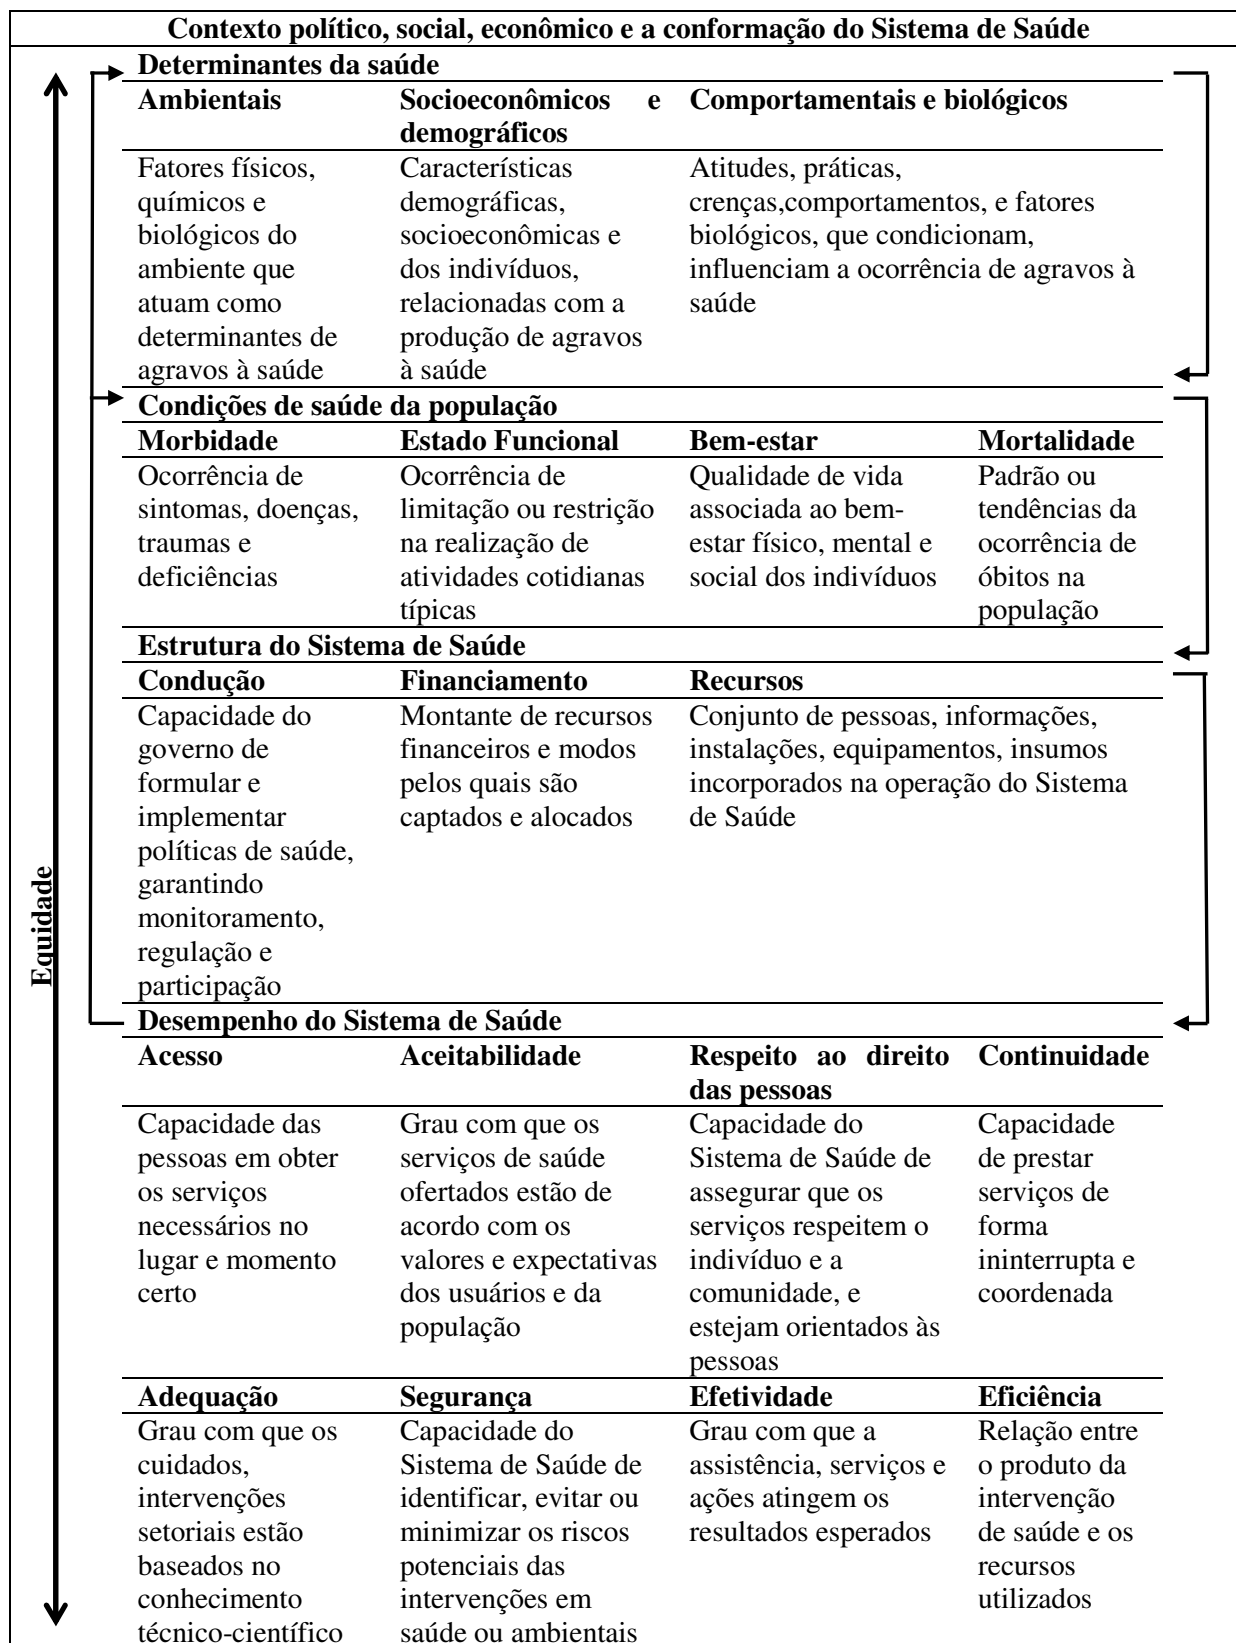 Contexto político, social, econômico e a conformação do Sistema de Saúde
Equidade
Determinantes da saúde
Ambientais
Socioeconômicos e
demográficos
Comportamentais e biológicos
Fatores físicos,
químicos e
biológicos do
ambiente que
atuam como
determinantes de
agravos à saúde
Características
demográficas,
socioeconômicas e
dos indivíduos,
relacionadas com a
produção de agravos
à saúde
Atitudes, práticas,
crenças,comportamentos, e fatores
biológicos, que condicionam,
influenciam a ocorrência de agravos à
saúde
Condições de saúde da população
Morbidade
Estado Funcional
Bem-estar
Mortalidade
Ocorrência de
sintomas, doenças,
traumas e
deficiências
Ocorrência de
limitação ou restrição
na realização de
atividades cotidianas
típicas
Qualidade de vida
associada ao bem-
estar físico, mental e
social dos indivíduos
Padrão ou
tendências da
ocorrência de
óbitos na
população
Estrutura do Sistema de Saúde
Condução
Financiamento
Recursos
Capacidade do
governo de
formular e
implementar
políticas de saúde,
garantindo
monitoramento,
regulação e
participação
Montante de recursos
financeiros e modos
pelos quais são
captados e alocados
Conjunto de pessoas, informações,
instalações, equipamentos, insumos
incorporados na operação do Sistema
de Saúde
Desempenho do Sistema de Saúde
Acesso
Aceitabilidade
Respeito ao direito
das pessoas
Continuidade
Capacidade das
pessoas em obter
os serviços
necessários no
lugar e momento
certo
Grau com que os
serviços de saúde
ofertados estão de
acordo com os
valores e expectativas
dos usuários e da
população
Capacidade do
Sistema de Saúde de
assegurar que os
serviços respeitem o
indivíduo e a
comunidade, e
estejam orientados às
pessoas
Capacidade
de prestar
serviços de
forma
ininterrupta e
coordenada
Adequação
Segurança
Efetividade
Eficiência
Grau com que os
cuidados,
intervenções
setoriais estão
baseados no
conhecimento
técnico-científico
Capacidade do
Sistema de Saúde de
identificar, evitar ou
minimizar os riscos
potenciais das
intervenções em
saúde ou ambientais
Grau com que a
assistência, serviços e
ações atingem os
resultados esperados
Relação entre
o produto da
intervenção
de saúde e os
recursos
utilizados